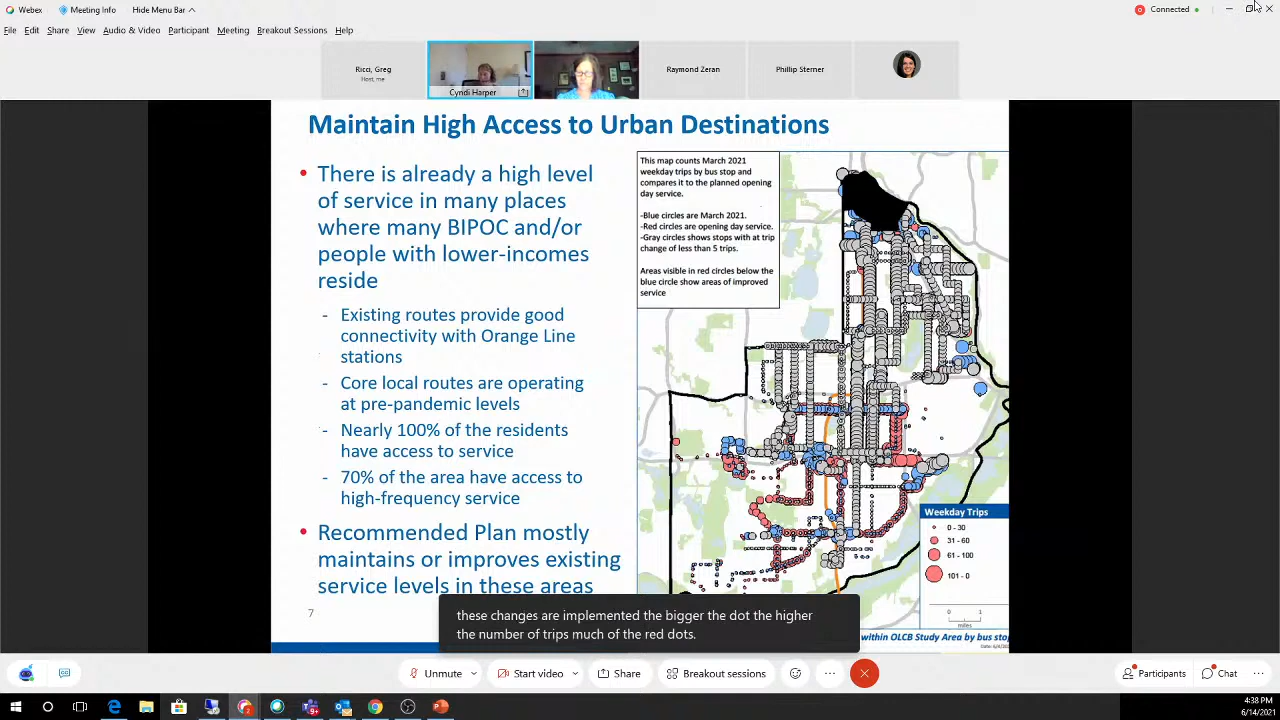 Webex
Meeting Info
Hide Menu Bar
Connected
File Edit Share View Audio & Video Participant Meeting Breakout Sessions Help
Ricci, Greg
Host, me
Cyndi Harper
Raymond Zeran
Phillip Sterner
Maintain High Access to Urban Destinations
• There is already a high level
of service in many places
where many BIPOC and/or
people with lower-incomes
reside
- Existing routes provide good
connectivity with Orange Line
stations
- Core local routes are operating
at pre-pandemic levels
- Nearly 100% of the residents
have access to service
- 70% of the area have access to
high-frequency service
• Recommended Plan mostly
maintains or improves existing
service levels in these areas
7
This map counts March 2021
weekday trips by bus stop and
compares it to the planned opening
day service.
-Blue circles are March 2021.
-Red circles are opening day service.
-Gray circles shows stops with at trip
change of less than 5 trips.
Areas visible in red circles below the
blue circle show areas of improved
service
Weekday Trips
0 - 30
31 - 60
61 - 100
101 - 0
0 1
miles
within OLCB Study Area by bus stop
these changes are implemented the bigger the dot the higher
the number of trips much of the red dots.
Unmute
Start video
Share
Breakout sessions
Participants
Chat
4:38 PM
6/14/2021